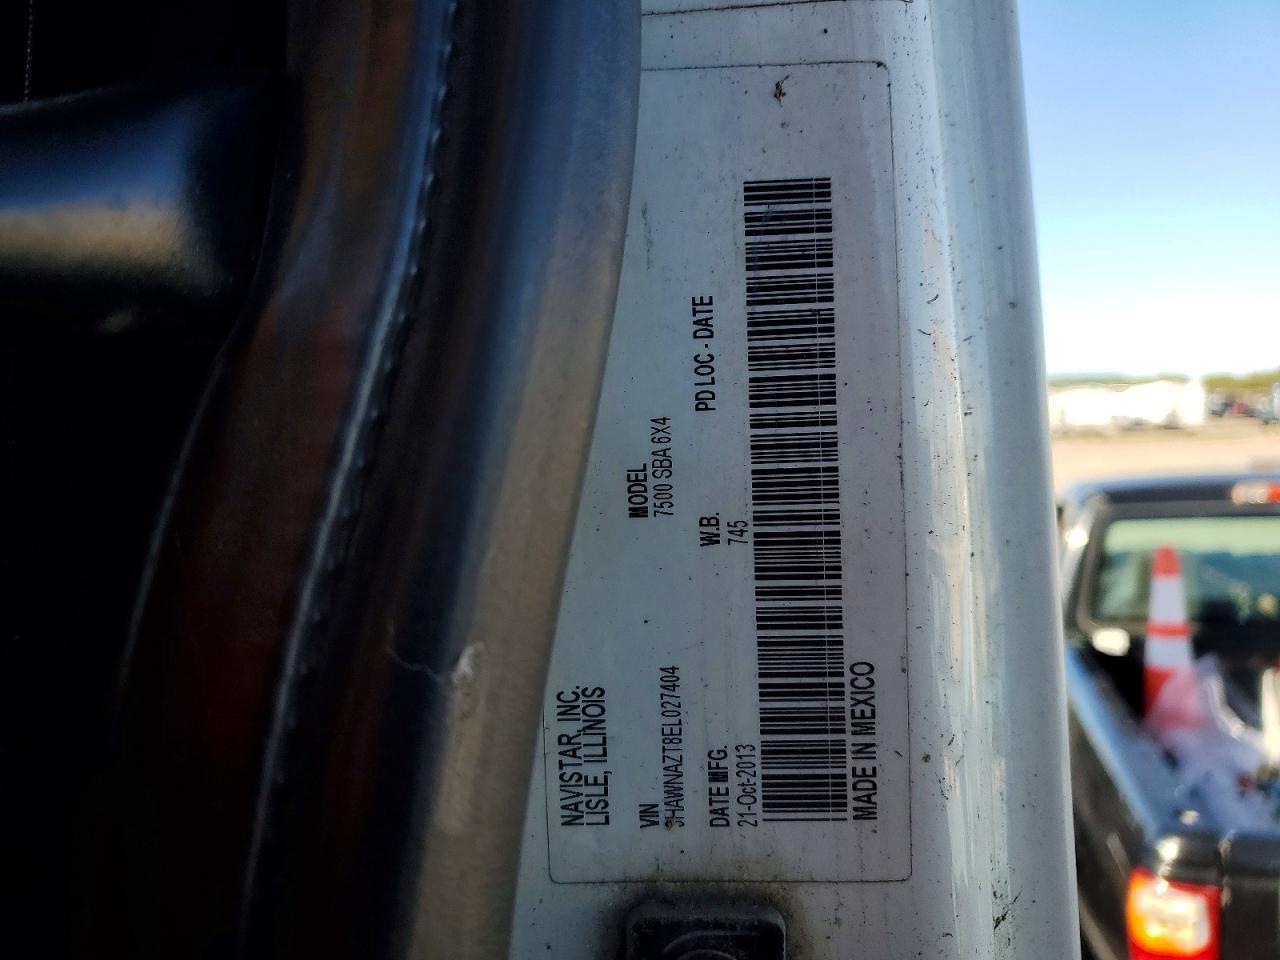 NAVISTAR, INC.
LISLE, ILLINOIS
MODEL
7500 SBA 6X4
VIN
3HAWNAZT8EL027404
W.B.
745
PD LOC - DATE
DATE MFG.
21-Oct-2013
MADE IN MEXICO